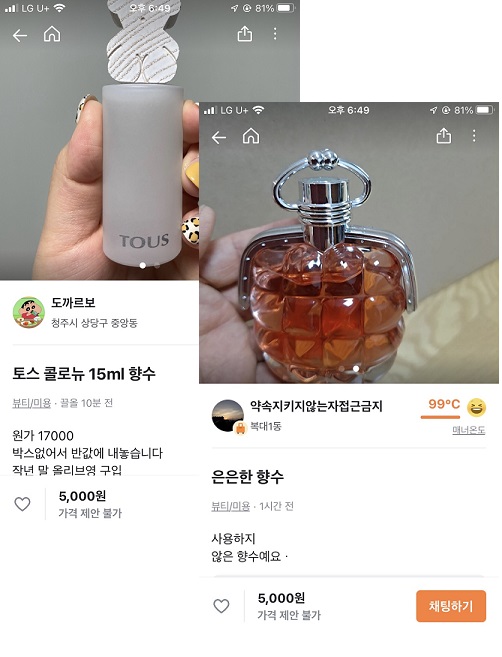 LG U+ 오후 6:49 81%
TOUS
도까르보
청주시 상당구 중앙동
토스 콜로뉴 15ml 향수
뷰티/미용 · 끌올 10분 전
원가 17000
박스없어서 반값에 내놓습니다
작년 말 올리브영 구입
5,000원
가격 제안 불가
LG U+ 오후 6:49 81%
약속지키지않는자접근금지
복대1동
99°C
매너온도
은은한 향수
뷰티/미용 · 1시간 전
사용하지
않은 향수예요 ·
5,000원
가격 제안 불가
채팅하기